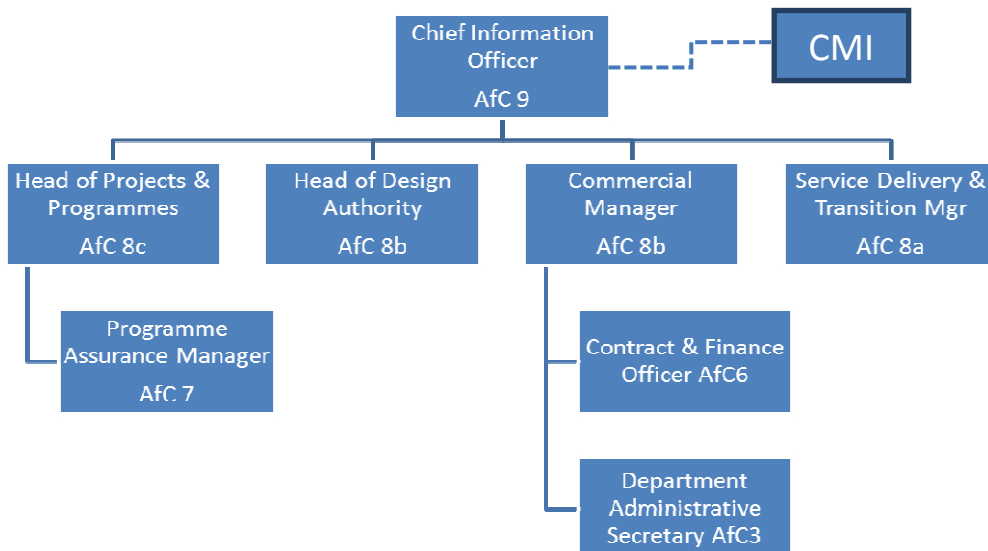 Chief Information
Officer
AfC 9
CMI
Head of Projects &
Programmes
AfC 8c
Head of Design
Authority
AfC 8b
Commercial
Manager
AfC 8b
Service Delivery &
Transition Mgr
AfC 8a
Programme
Assurance Manager
AfC 7
Contract & Finance
Officer AfC6
Department
Administrative
Secretary AfC3